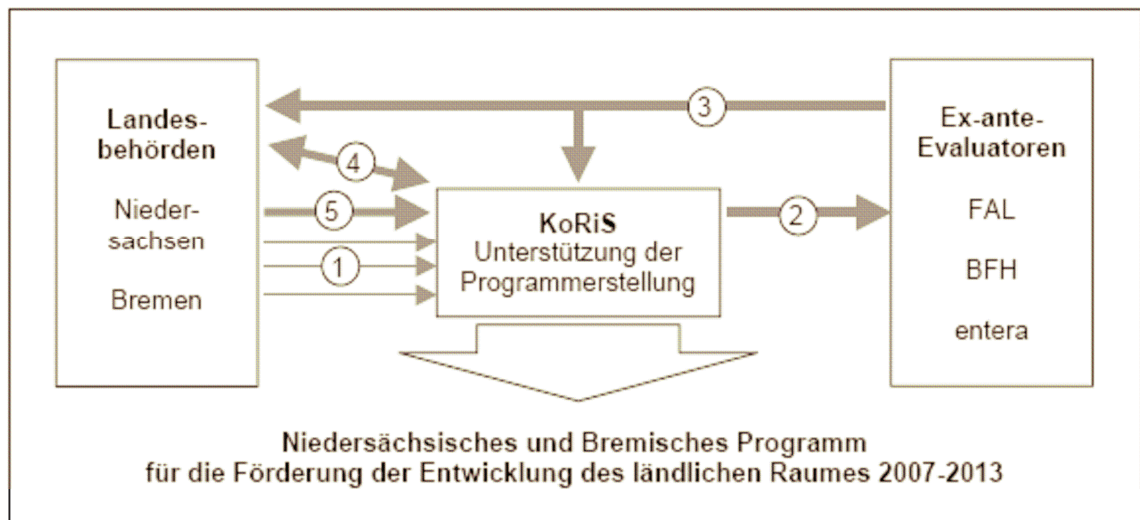 Landes-
behörden
Nieder-
sachsen
Bremen
3
4
5
1
KoRiS
Unterstützung der
Programmerstellung
2
Ex-ante-
Evaluatoren
FAL
BFH
entera
Niedersächsisches und Bremisches Programm
für die Förderung der Entwicklung des ländlichen Raumes 2007-2013